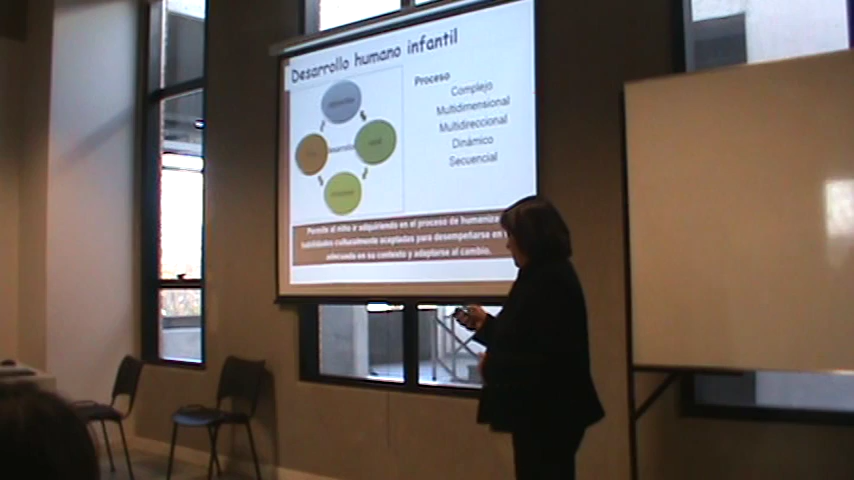 Desarrollo humano infantil
Proceso
Complejo
Multidimensional
Multidireccional
Dinámico
Secuencial
Permite al niño ir adquiriendo en el proceso de humaniza
habilidades culturalmente aceptadas para desempeñarse en
adecuada en su contexto y adaptarse al cambio.